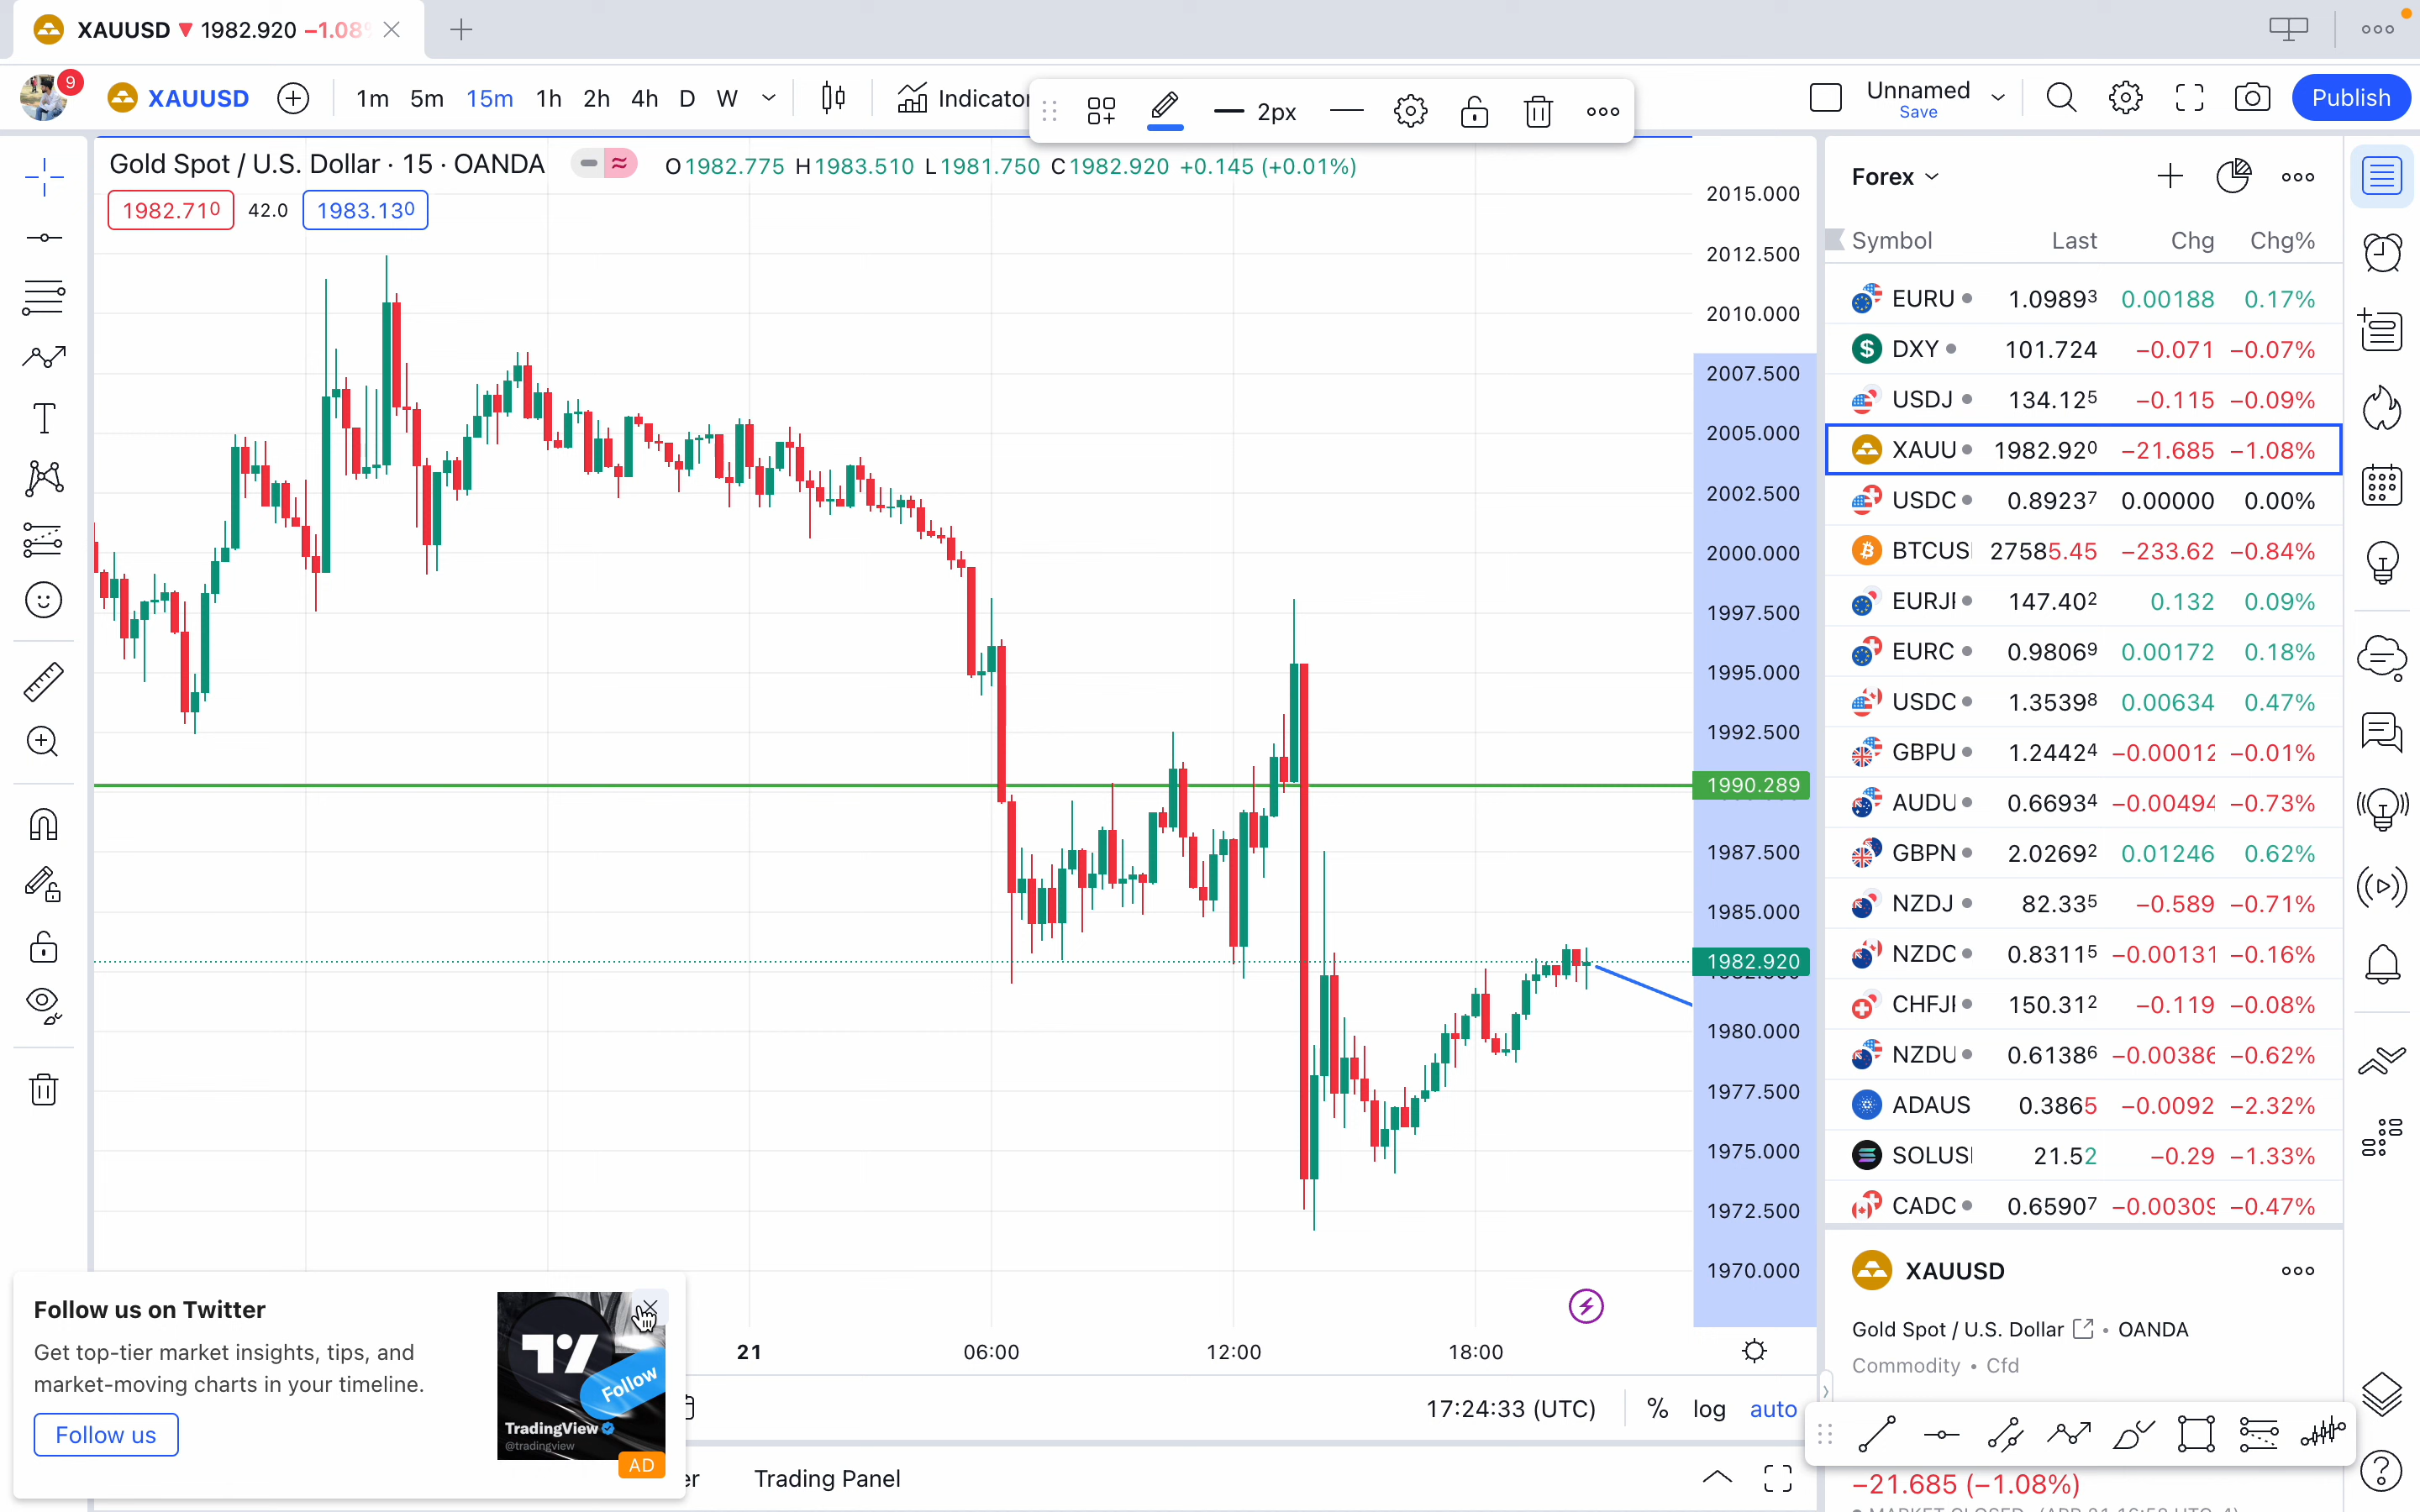 XAUUSD ▼ 1982.920 −1.08
9 XAUUSD 1m 5m 15m 1h 2h 4h D W Indicator 2px Unnamed Save Publish
Gold Spot / U.S. Dollar · 15 · OANDA O1982.775 H1983.510 L1981.750 C1982.920 +0.145 (+0.01%)
1982.710 42.0 1983.130
2015.000
2012.500
2010.000
2007.500
2005.000
2002.500
2000.000
1997.500
1995.000
1992.500
1990.289
1987.500
1985.000
1982.920
1980.000
1977.500
1975.000
1972.500
1970.000
21 06:00 12:00 18:00
17:24:33 (UTC) % log auto
Trading Panel
Follow us on Twitter
Get top-tier market insights, tips, and
market-moving charts in your timeline.
Follow us
Follow
TradingView
@tradingview
AD
Forex
Symbol Last Chg Chg%
EURU 1.09893 0.00188 0.17%
DXY 101.724 −0.071 −0.07%
USDJ 134.125 −0.115 −0.09%
XAUU 1982.920 −21.685 −1.08%
USDC 0.89237 0.00000 0.00%
BTCUS 27585.45 −233.62 −0.84%
EURJ 147.402 0.132 0.09%
EURC 0.98069 0.00172 0.18%
USDC 1.35398 0.00634 0.47%
GBPU 1.24424 −0.00012 −0.01%
AUDU 0.66934 −0.00494 −0.73%
GBPN 2.02692 0.01246 0.62%
NZDJ 82.335 −0.589 −0.71%
NZDC 0.83115 −0.00131 −0.16%
CHFJ 150.312 −0.119 −0.08%
NZDU 0.61386 −0.00386 −0.62%
ADAUS 0.3865 −0.0092 −2.32%
SOLUS 21.52 −0.29 −1.33%
CADC 0.65907 −0.00309 −0.47%
XAUUSD
Gold Spot / U.S. Dollar • OANDA
Commodity • Cfd
−21.685 (−1.08%)